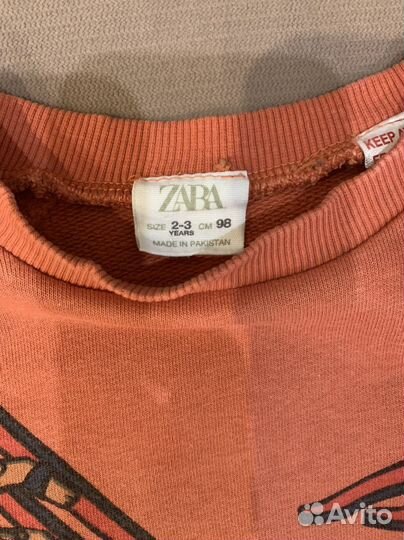 ZARA
SIZE 2-3 YEARS CM 98
MADE IN PAKISTAN
KEEP A
Avito